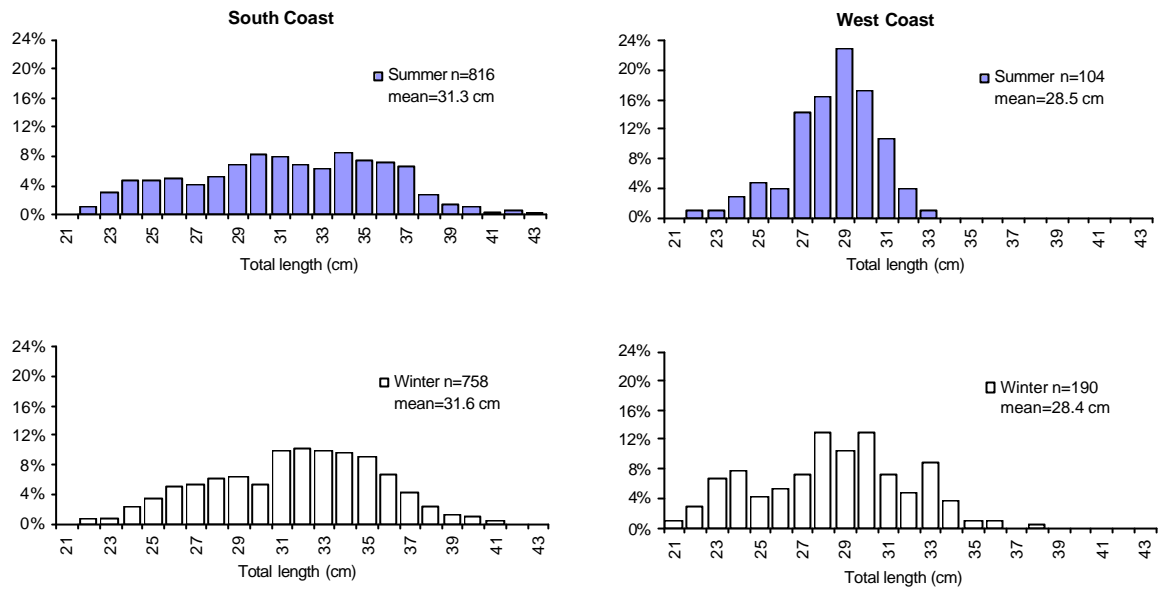 South Coast
24%
20%
16%
12%
8%
4%
0%
Summer n=816
mean=31.3 cm
21 23 25 27 29 31 33 35 37 39 41 43
Total length (cm)
West Coast
24%
20%
16%
12%
8%
4%
0%
Summer n=104
mean=28.5 cm
21 23 25 27 29 31 33 35 37 39 41 43
Total length (cm)
24%
20%
16%
12%
8%
4%
0%
Winter n=758
mean=31.6 cm
21 23 25 27 29 31 33 35 37 39 41 43
Total length (cm)
24%
20%
16%
12%
8%
4%
0%
Winter n=190
mean=28.4 cm
21 23 25 27 29 31 33 35 37 39 41 43
Total length (cm)